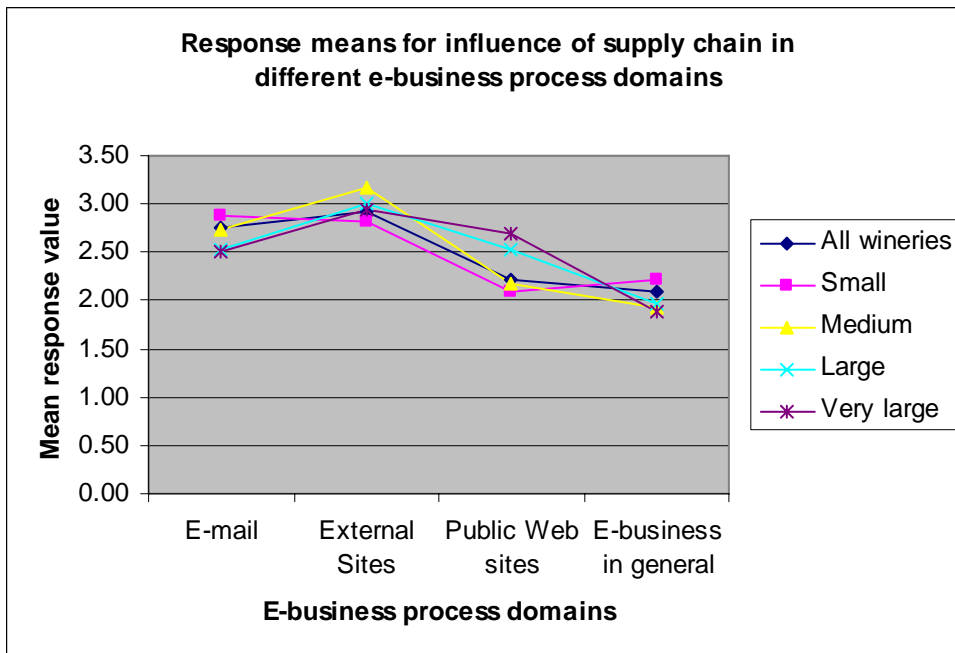 Response means for influence of supply chain in
different e-business process domains
Mean response value
3.50
3.00
2.50
2.00
1.50
1.00
0.50
0.00
E-mail
External
Sites
Public Web
sites
E-business
in general
E-business process domains
All wineries
Small
Medium
Large
Very large